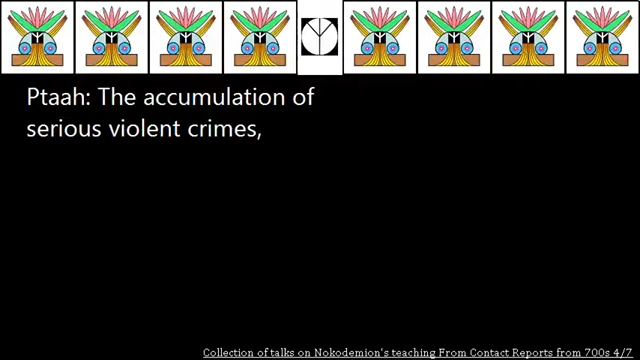 Ptaah: The accumulation of
serious violent crimes,
Collection of talks on Nokodemion's teaching From Contact Reports from 700s 4/7